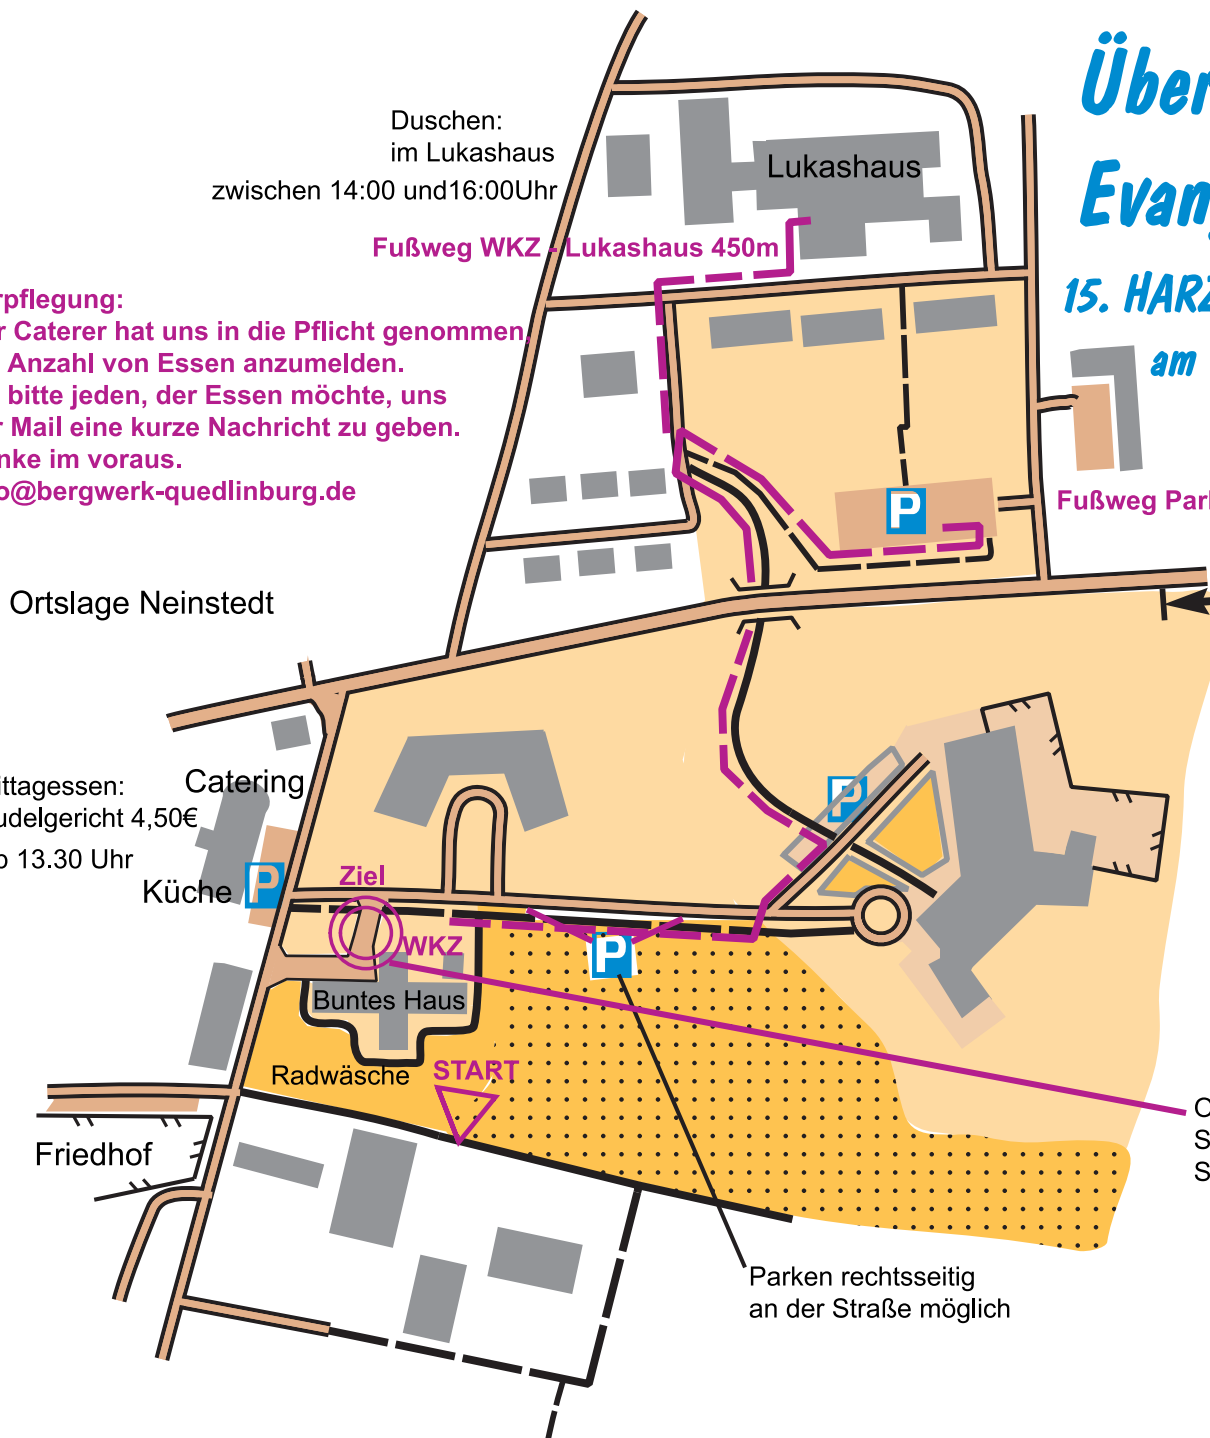 Über
Evang
15. HARZ
am
Duschen:
im Lukashaus
zwischen 14:00 und16:00Uhr
Lukashaus
Fußweg WKZ - Lukashaus 450m
rpflegung:
r Caterer hat uns in die Pflicht genommen,
Anzahl von Essen anzumelden.
bitte jeden, der Essen möchte, uns
r Mail eine kurze Nachricht zu geben.
nke im voraus.
o@bergwerk-quedlinburg.de
P
Fußweg Park
Ortslage Neinstedt
ittagessen:
udelgericht 4,50€
b 13.30 Uhr
Catering
P
Küche
P
Ziel
WKZ
P
Buntes Haus
Radwäsche
START
Friedhof
Parken rechtsseitig
an der Straße möglich
S
S